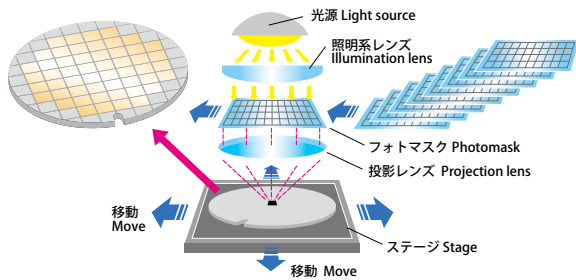 光源 Light source
照明系レンズ
Illumination lens
フォトマスク Photomask
投影レンズ Projection lens
移動
Move
ステージ Stage
移動 Move